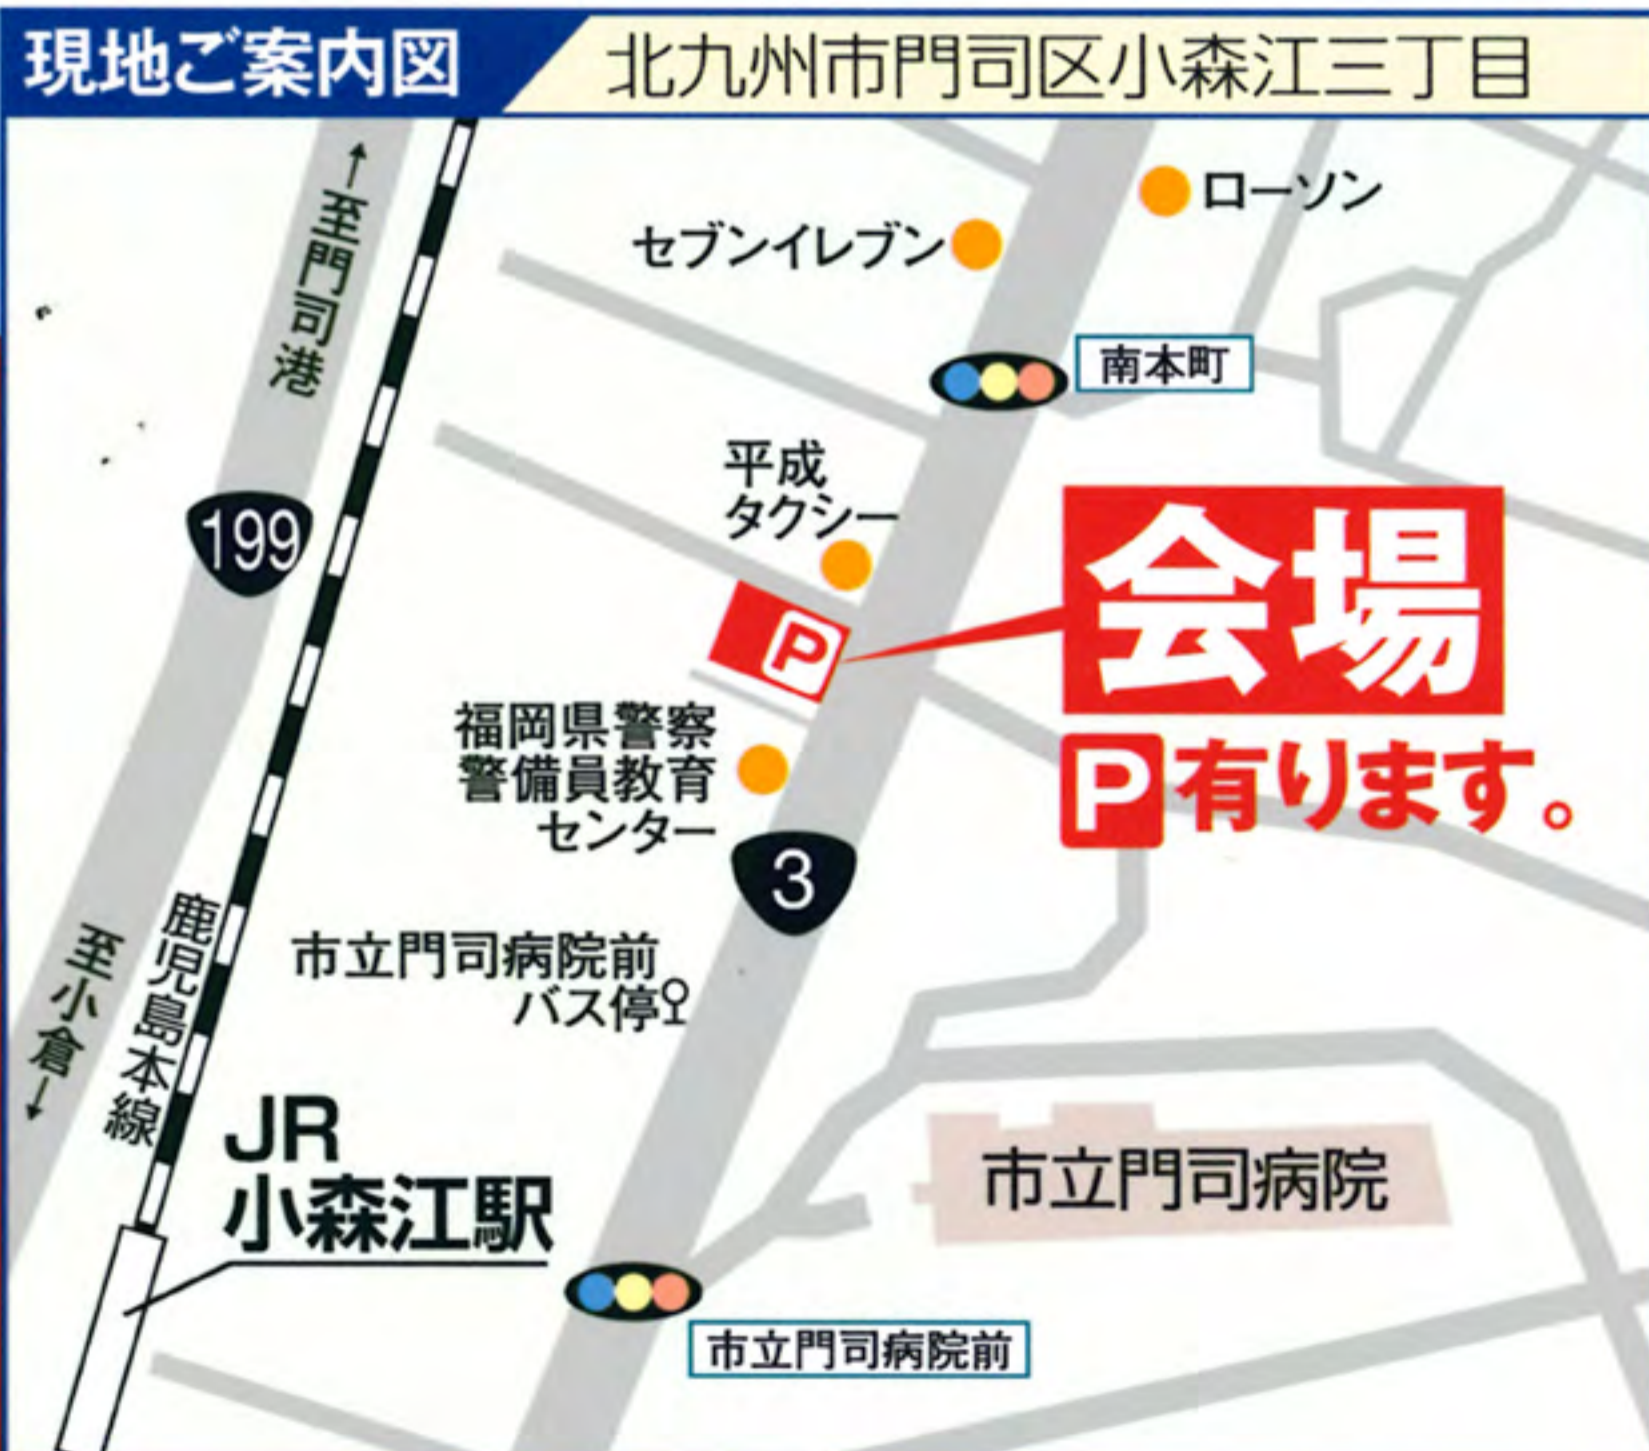 現地ご案内図
北九州市門司区小森江三丁目
↑至門司港
ローソン
セブンイレブン
南本町
平成
タクシー
199
会場
P
P有ります。
福岡県警察
警備員教育
センター
3
市立門司病院前
バス停
至小倉↓
鹿児島本線
JR
小森江駅
市立門司病院
市立門司病院前